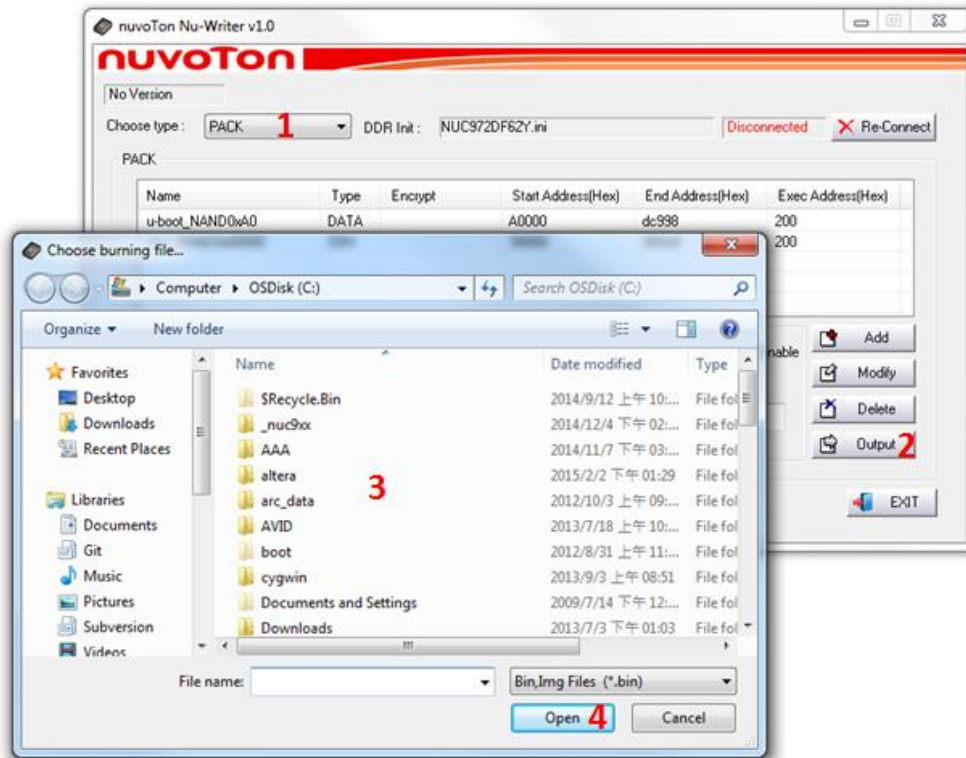 nuvoTon Nu-Writer v1.0
nuvoTon
No Version
Choose type : PACK 1 DDR Init : NUC972DF62Y.ini Disconnected Re-Connect
PACK
Name Type Encrypt Start Address(Hex) End Address(Hex) Exec Address(Hex)
u-boot_NAND0xA0 DATA A0000 dc998 200
200
nable
Add
Modify
Delete
Output 2
EXIT
Choose burning file...
Computer OSDisk (C:) Search OSDisk (C:)
Organize New folder
Favorites
Desktop
Downloads
Recent Places
Libraries
Documents
Git
Music
Pictures
Subversion
Videos
Name Date modified Type
$Recycle.Bin 2014/9/12 上午 10:... File fol
_nuc9xx 2014/12/4 下午 02:... File fol
AAA 2014/11/7 下午 03:... File fol
altera 2015/2/2 下午 01:29 File fol
arc_data 2012/10/3 上午 09:... File fol
3
AVID 2013/7/18 上午 10:... File fol
boot 2012/8/31 上午 11:... File fol
cygwin 2013/9/3 上午 08:51 File fol
Documents and Settings 2009/7/14 下午 12:... File fol
Downloads 2013/7/3 下午 01:03 File fol
File name: Bin,Img Files (*.bin)
Open 4 Cancel